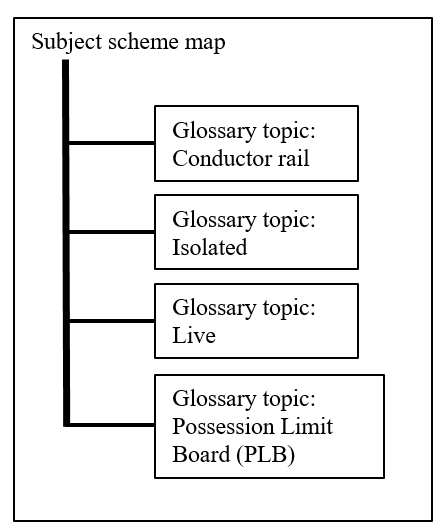 Subject scheme map
Glossary topic:
Conductor rail
Glossary topic:
Isolated
Glossary topic:
Live
Glossary topic:
Possession Limit
Board (PLB)